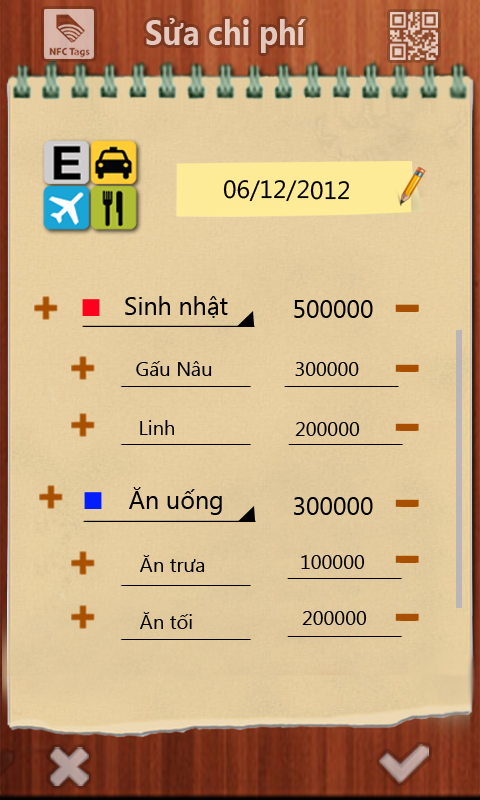 NFC Tags
Sửa chi phí
E
06/12/2012
Sinh nhật 500000
Gấu Nâu 300000
Linh 200000
Ăn uống 300000
Ăn trưa 100000
Ăn tối 200000